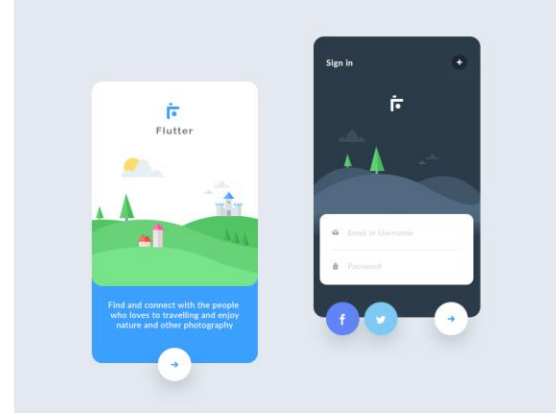 Flutter
Find and connect with the people
who loves to travelling and enjoy
nature and other photography
Sign in
Email or Username
Password